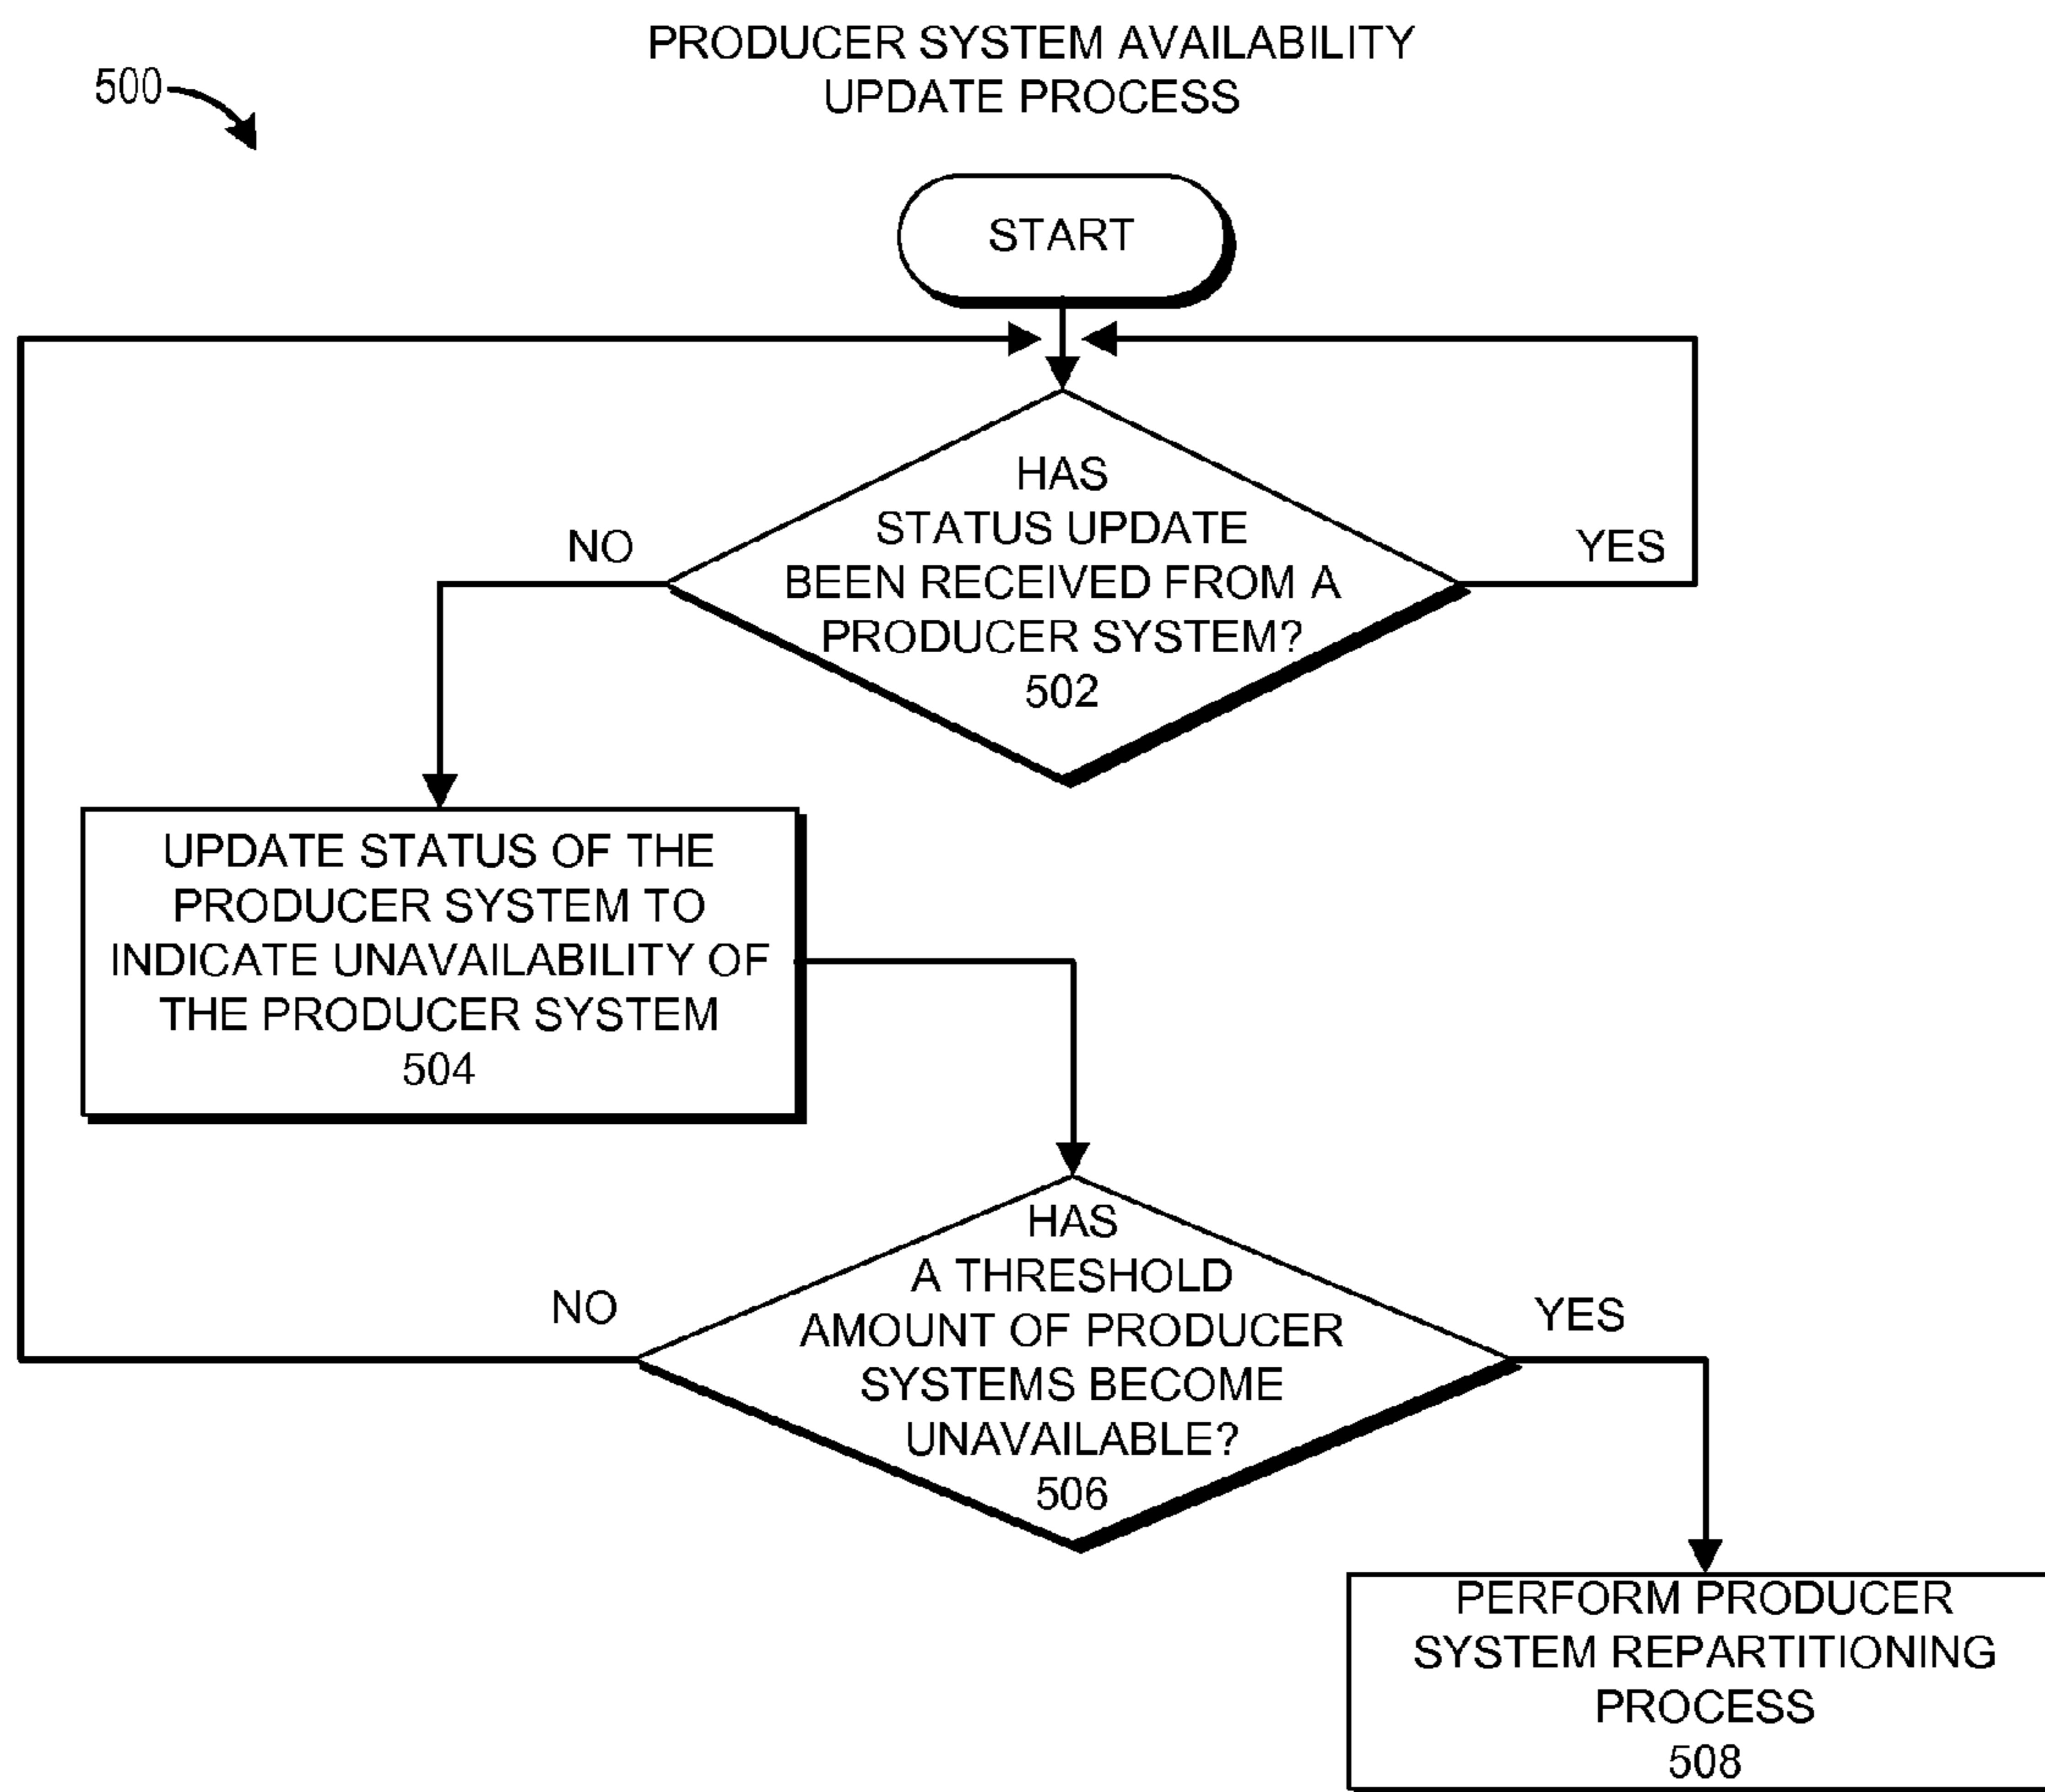 PRODUCER SYSTEM AVAILABILITY
UPDATE PROCESS
500
START
HAS
STATUS UPDATE
BEEN RECEIVED FROM A
PRODUCER SYSTEM?
502
NO
YES
UPDATE STATUS OF THE
PRODUCER SYSTEM TO
INDICATE UNAVAILABILITY OF
THE PRODUCER SYSTEM
504
HAS
A THRESHOLD
AMOUNT OF PRODUCER
SYSTEMS BECOME
UNAVAILABLE?
506
NO
YES
PERFORM PRODUCER
SYSTEM REPARTITIONING
PROCESS
508